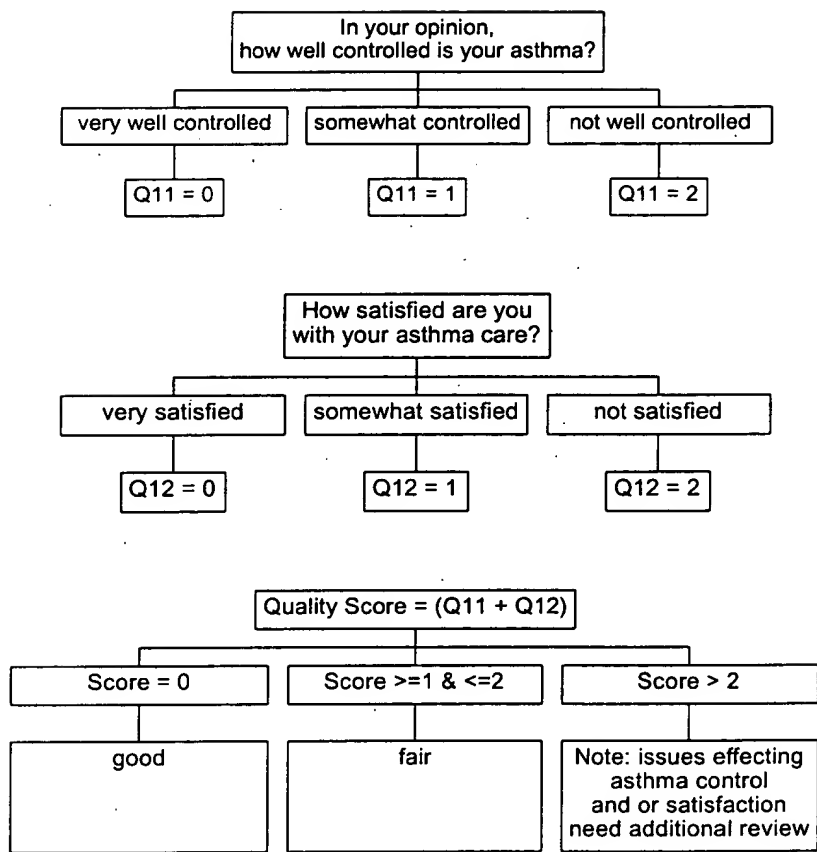 In your opinion,
how well controlled is your asthma?
very well controlled
somewhat controlled
not well controlled
Q11 = 0
Q11 = 1
Q11 = 2
How satisfied are you
with your asthma care?
very satisfied
somewhat satisfied
not satisfied
Q12 = 0
Q12 = 1
Q12 = 2
Quality Score = (Q11 + Q12)
Score = 0
Score >=1 & <=2
Score > 2
good
fair
Note: issues effecting
asthma control
and or satisfaction
need additional review